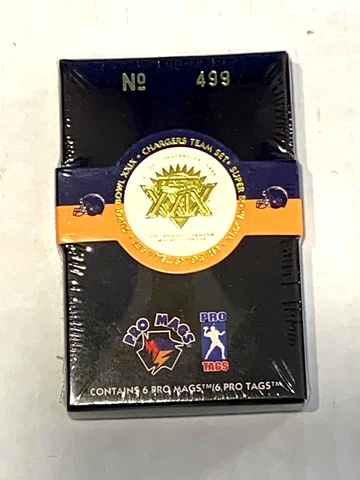 Nº 499
SUPER BOWL XXIX • CHARGERS TEAM SET •
XXIX
PRO MAGS
PRO
TAGS
CONTAINS 6 PRO MAGS™/6 PRO TAGS™